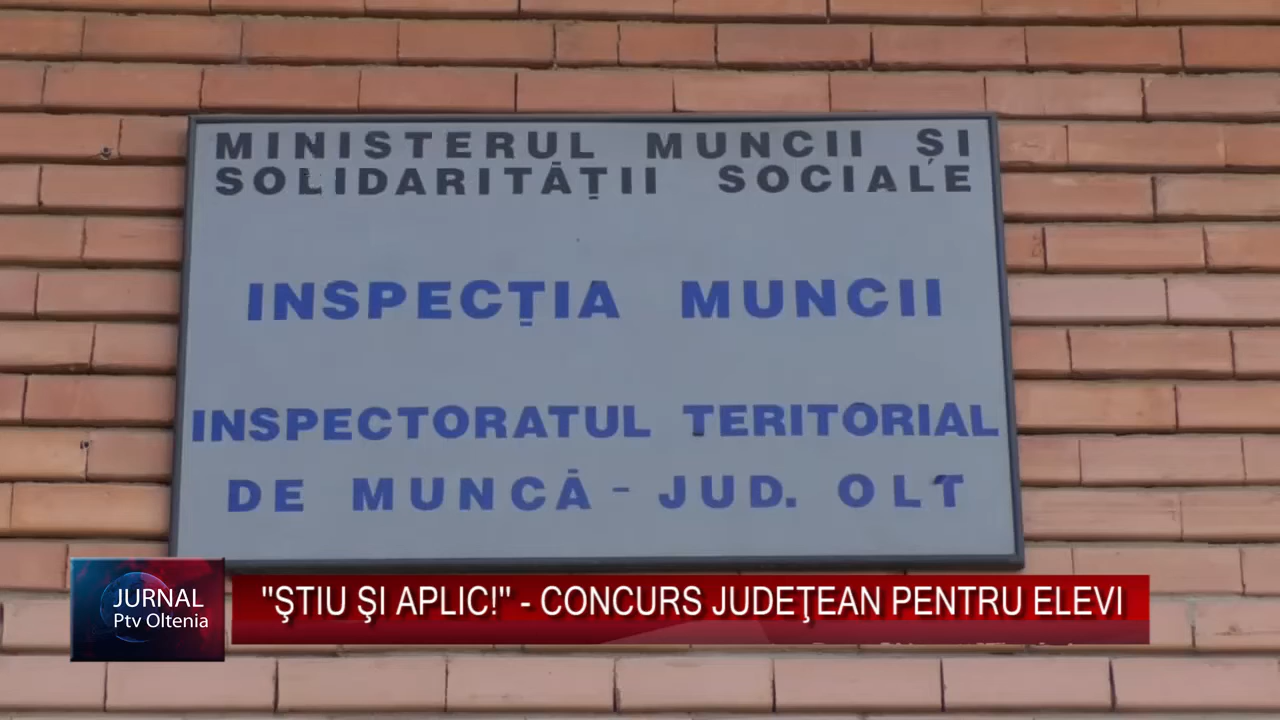 MINISTERUL MUNCII ȘI
SOLIDARITĂȚII SOCIALE
INSPECȚIA MUNCII
INSPECTORATUL TERITORIAL
DE MUNCĂ - JUD. OLT
JURNAL
Ptv Oltenia
"ŞTIU ŞI APLIC!" - CONCURS JUDEŢEAN PENTRU ELEVI